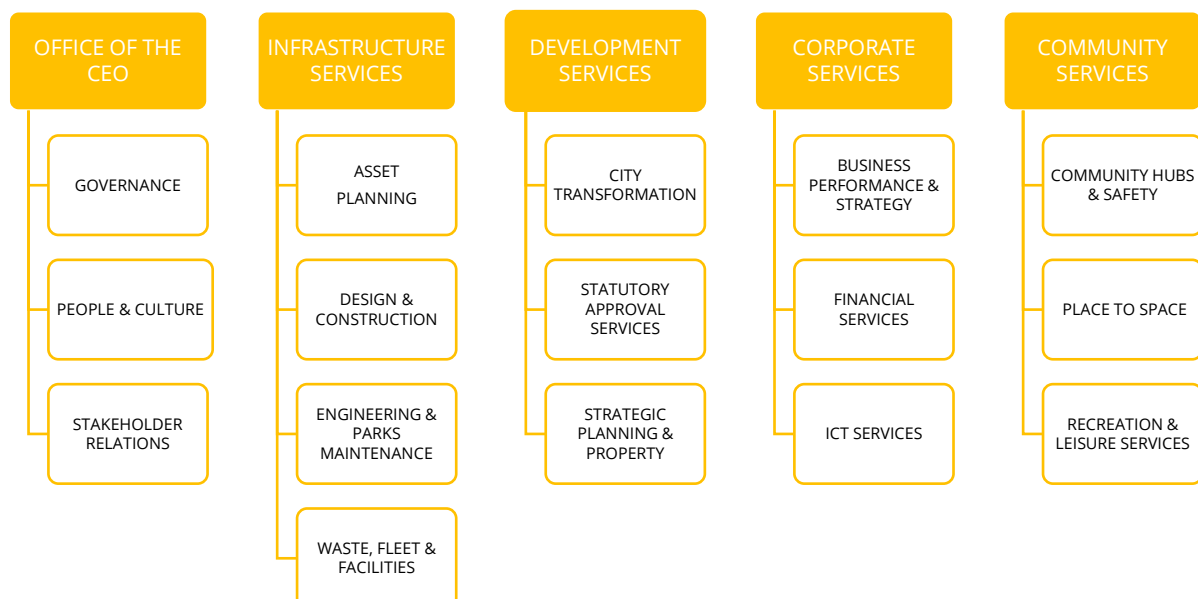 OFFICE OF THE
CEO
GOVERNANCE
PEOPLE & CULTURE
STAKEHOLDER
RELATIONS
INFRASTRUCTURE
SERVICES
ASSET
PLANNING
DESIGN &
CONSTRUCTION
ENGINEERING &
PARKS
MAINTENANCE
WASTE, FLEET &
FACILITIES
DEVELOPMENT
SERVICES
CITY
TRANSFORMATION
STATUTORY
APPROVAL
SERVICES
STRATEGIC
PLANNING &
PROPERTY
CORPORATE
SERVICES
BUSINESS
PERFORMANCE &
STRATEGY
FINANCIAL
SERVICES
ICT SERVICES
COMMUNITY
SERVICES
COMMUNITY HUBS
& SAFETY
PLACE TO SPACE
RECREATION &
LEISURE SERVICES